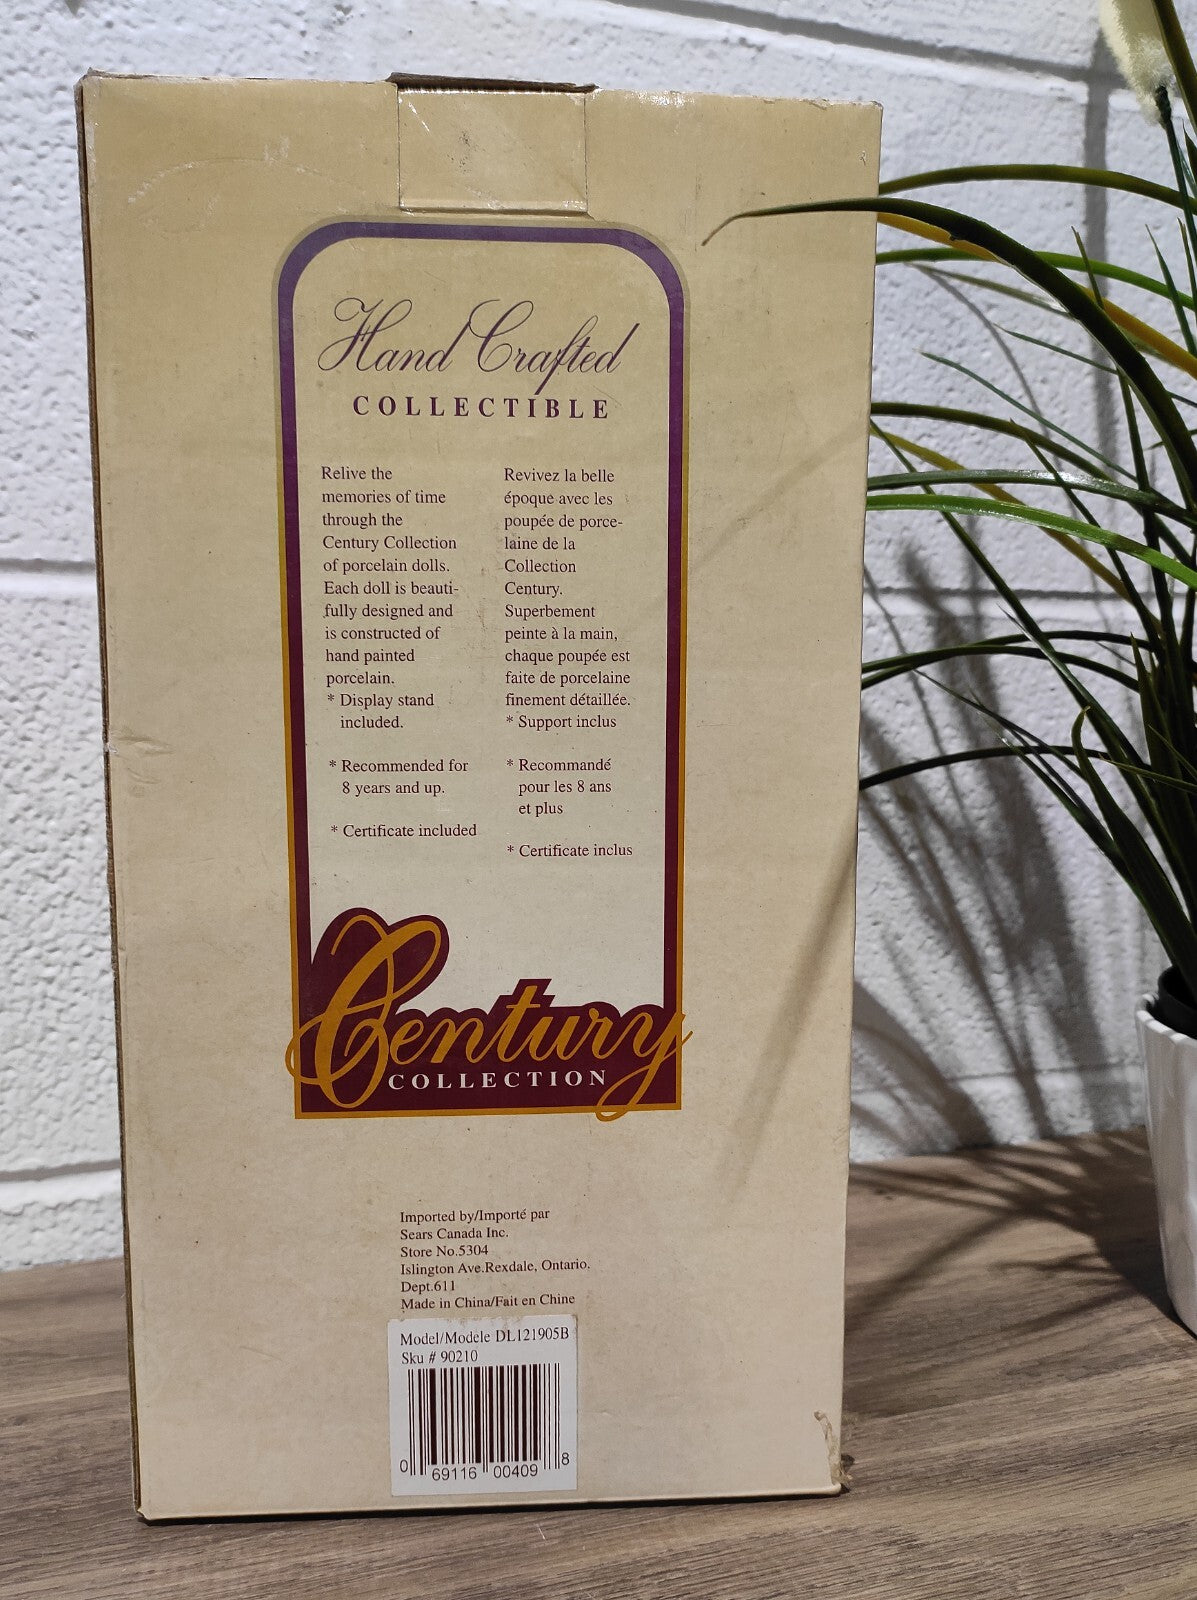 Hand Crafted
COLLECTIBLE
Relive the
memories of time
through the
Century Collection
of porcelain dolls.
Each doll is beauti-
fully designed and
is constructed of
hand painted
porcelain.
* Display stand
included.
* Recommended for
8 years and up.
* Certificate included
Revivez la belle
époque avec les
poupée de porce-
laine de la
Collection
Century.
Superbement
peinte à la main,
chaque poupée est
faite de porcelaine
finement détaillée.
* Support inclus
* Recommandé
pour les 8 ans
et plus
* Certificate inclus
Century
COLLECTION
Imported by/Importé par
Sears Canada Inc.
Store No.5304
Islington Ave.Rexdale, Ontario.
Dept.611
Made in China/Fait en Chine
Model/Modele DL121905B
Sku # 90210
0 69116 00409 8